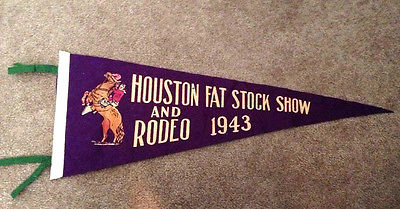 HOUSTON FAT STOCK SHOW
AND
RODEO 1943